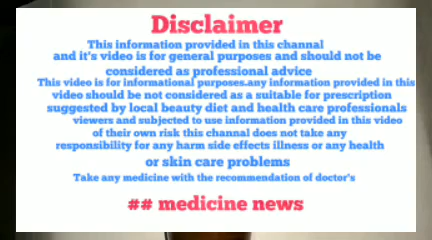 Disclaimer
This information provided in this channal
and it's video is for general purposes and should not be
considered as professional advice
This video is for informational purposes.any information provided in this
video should be not considered as a suitable for prescription
suggested by local beauty diet and health care professionals
viewers and subjected to use information provided in this video
of their own risk this channal does not take any
responsibility for any harm side effects illness or any health
or skin care problems
Take any medicine with the recommendation of doctor's
## medicine news